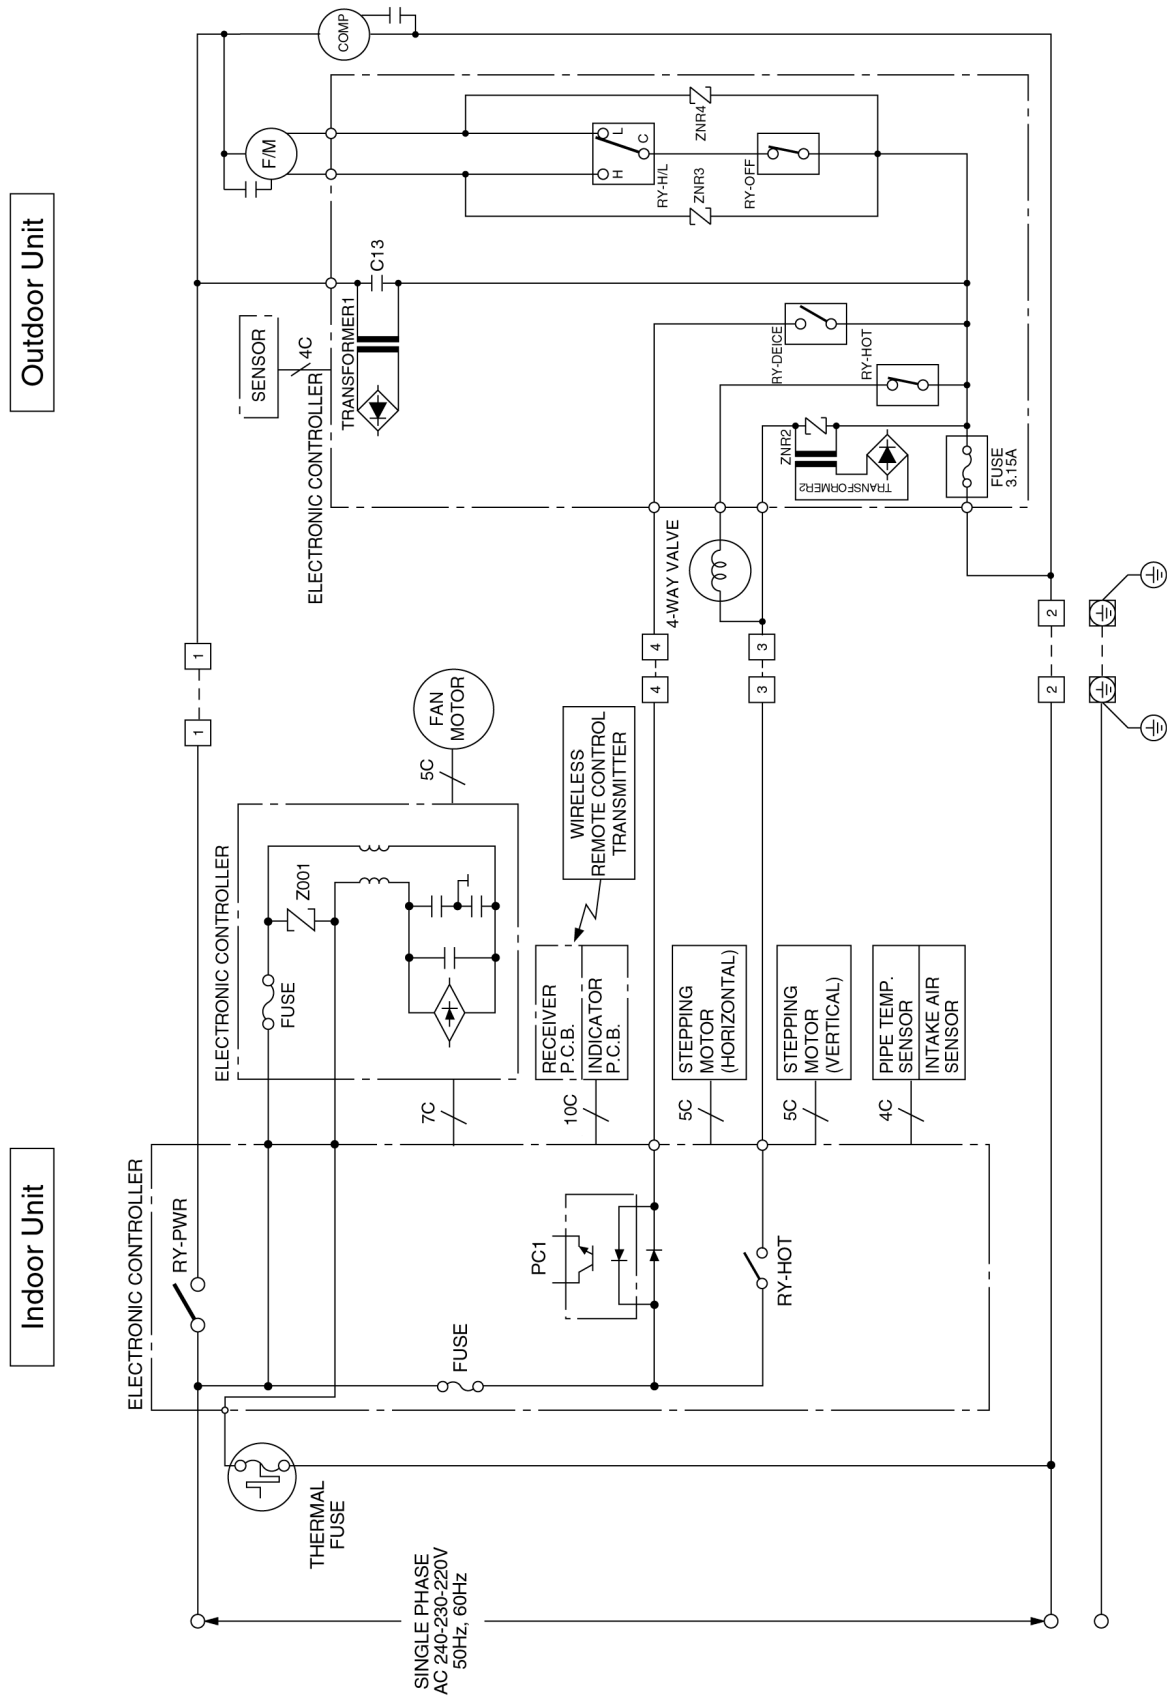 Outdoor Unit
COMP
F/M
ZNR4
L
C
H
RY-H/L
ZNR3
RY-OFF
C13
SENSOR
4C
TRANSFORMER1
ELECTRONIC CONTROLLER
RY-DEICE
RY-HOT
ZNR2
TRANSFORMER2
FUSE
3.15A
4-WAY VALVE
1
1
4
4
3
3
2
2
FAN
MOTOR
5C
ELECTRONIC CONTROLLER
Z001
FUSE
WIRELESS
REMOTE CONTROL
TRANSMITTER
RECEIVER
P.C.B.
INDICATOR
P.C.B.
STEPPING
MOTOR
(HORIZONTAL)
STEPPING
MOTOR
(VERTICAL)
PIPE TEMP.
SENSOR
INTAKE AIR
SENSOR
7C
10C
5C
5C
4C
Indoor Unit
ELECTRONIC CONTROLLER
RY-PWR
PC1
RY-HOT
FUSE
THERMAL
FUSE
SINGLE PHASE
AC 240-230-220V
50Hz, 60Hz